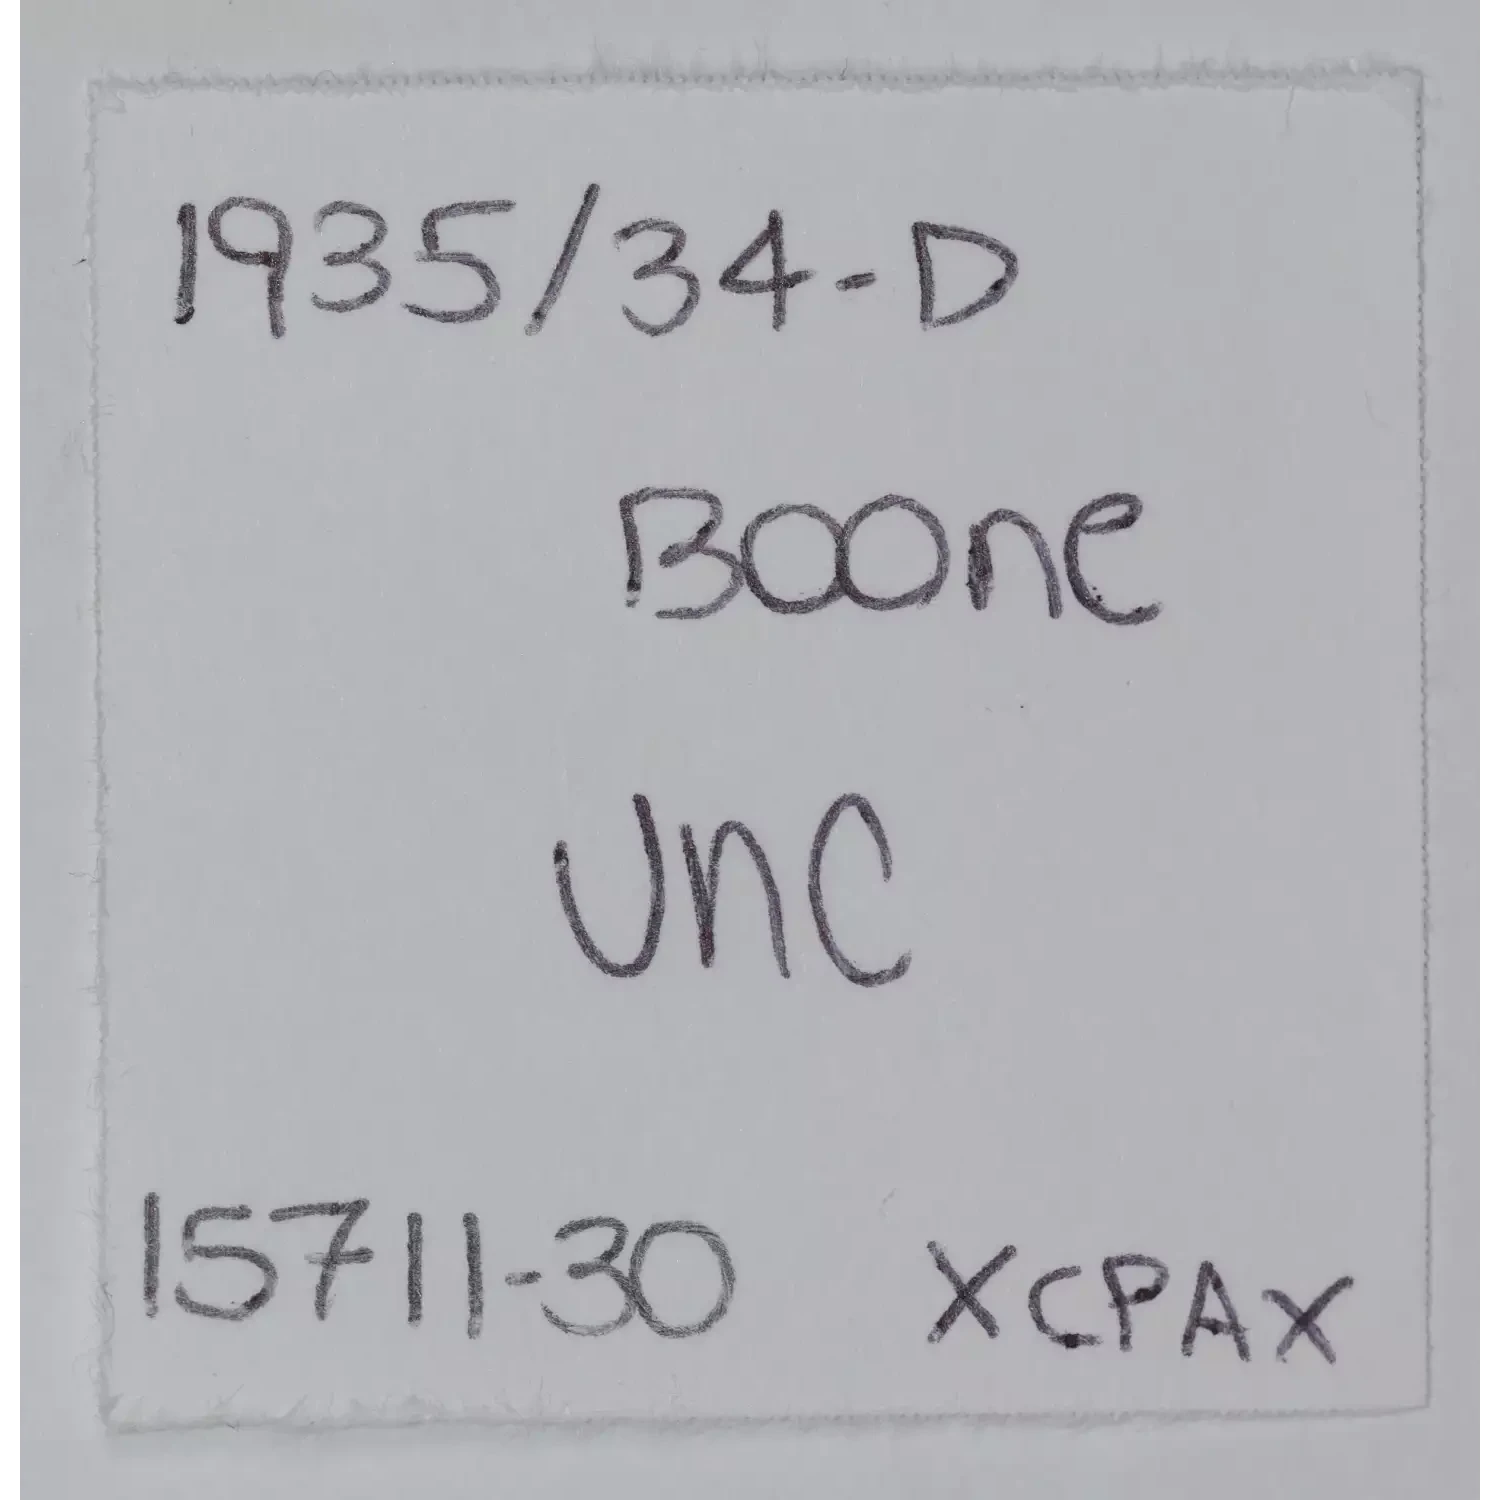 1935/34-D
Boone
Unc
15711-30 XCPAX